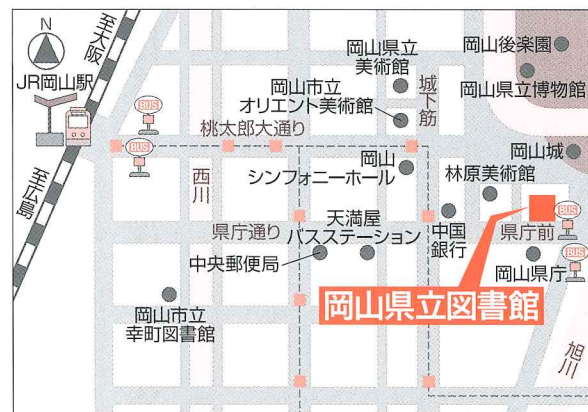 至大阪
N
JR岡山駅
至広島
BUS
BUS
桃太郎大通り
西川
県庁通り
岡山県立
美術館
岡山市立
オリエント美術館
城下筋
岡山後楽園
岡山県立博物館
岡山
シンフォニーホール
岡山城
林原美術館
天満屋
バスステーション
中央郵便局
中国
銀行
県庁前
BUS
BUS
岡山県庁
岡山県立図書館
岡山市立
幸町図書館
旭川